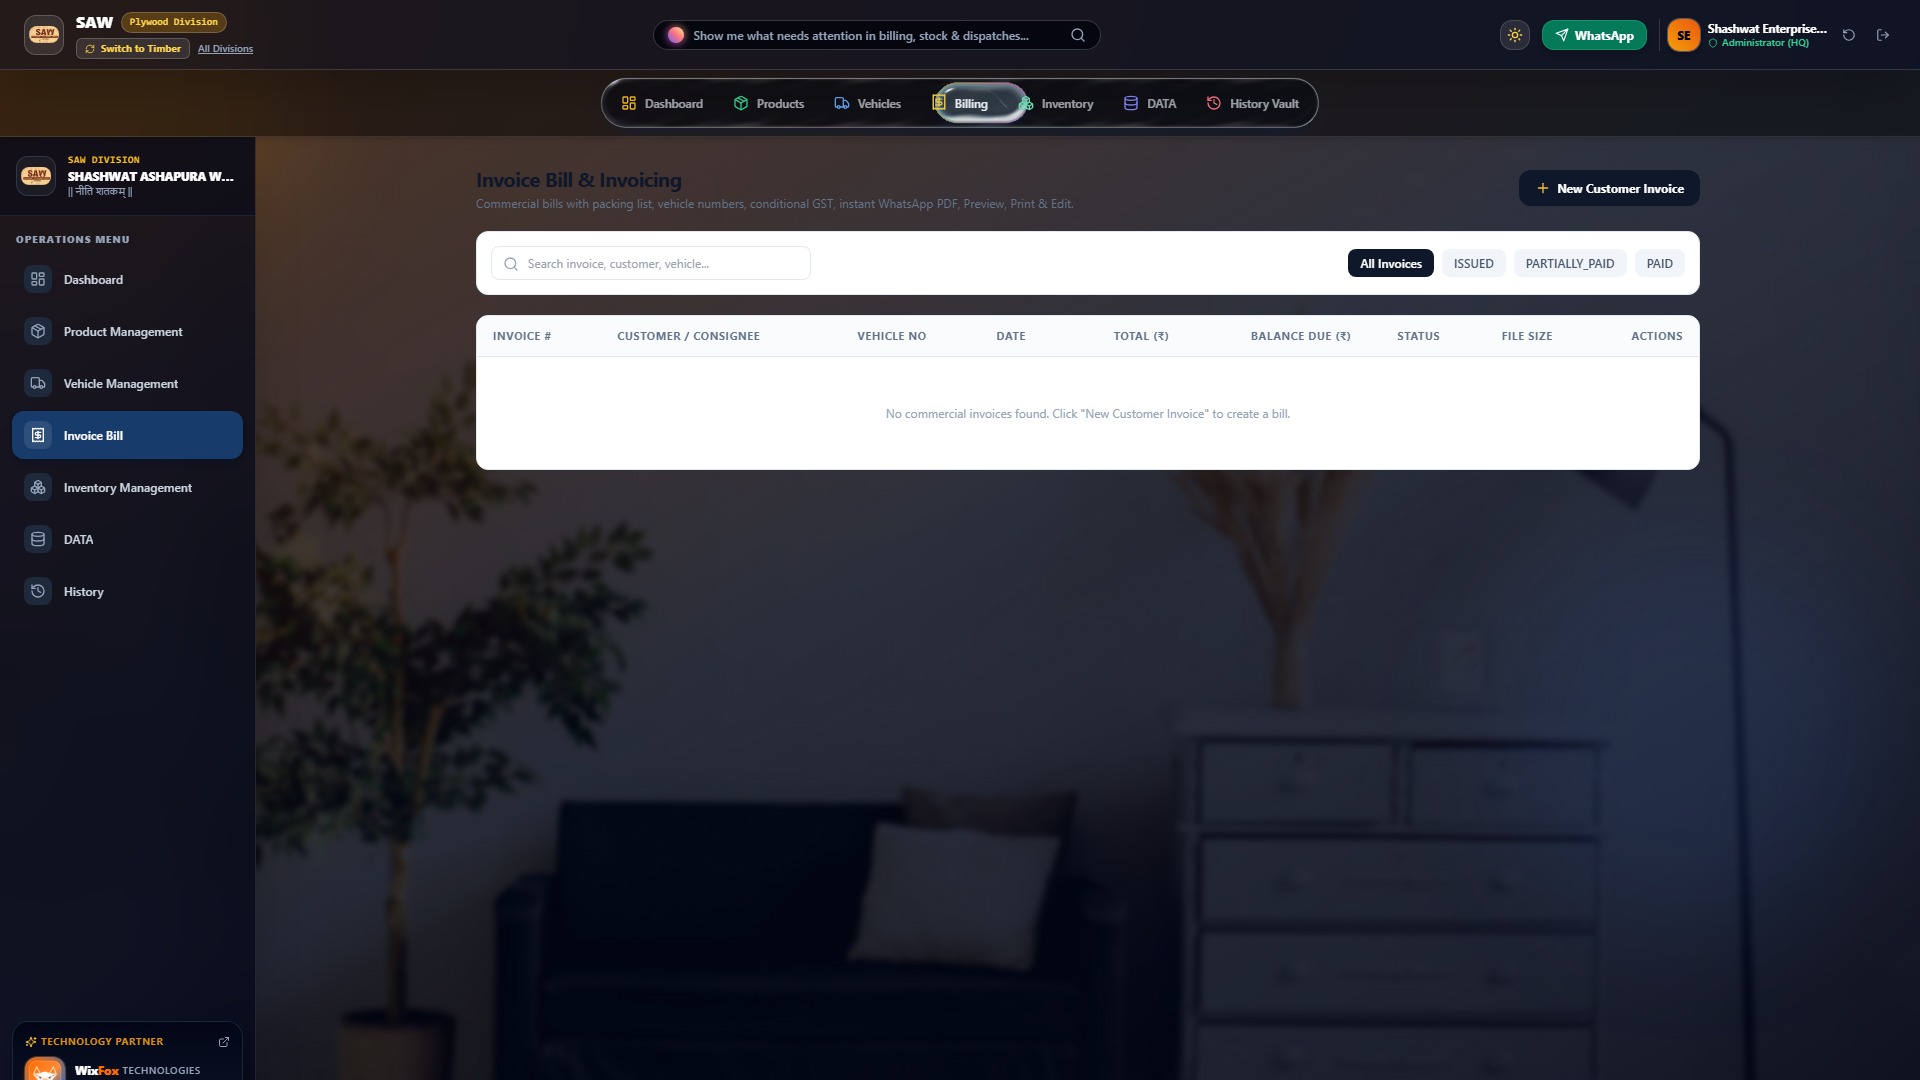 SAW
SAW Plywood Division
Switch to Timber All Divisions
Show me what needs attention in billing, stock & dispatches...
WhatsApp
SE
Shashwat Enterprise...
Administrator (HQ)
Dashboard Products Vehicles Billing Inventory DATA History Vault
SAW
SAW DIVISION
SHASHWAT ASHAPURA W...
|| नीति शतकम् ||
OPERATIONS MENU
Dashboard
Product Management
Vehicle Management
Invoice Bill
Inventory Management
DATA
History
TECHNOLOGY PARTNER
WixFox TECHNOLOGIES
Invoice Bill & Invoicing
Commercial bills with packing list, vehicle numbers, conditional GST, instant WhatsApp PDF, Preview, Print & Edit.
New Customer Invoice
Search invoice, customer, vehicle...
All Invoices ISSUED PARTIALLY_PAID PAID
INVOICE # CUSTOMER / CONSIGNEE VEHICLE NO DATE TOTAL (₹) BALANCE DUE (₹) STATUS FILE SIZE ACTIONS
No commercial invoices found. Click "New Customer Invoice" to create a bill.